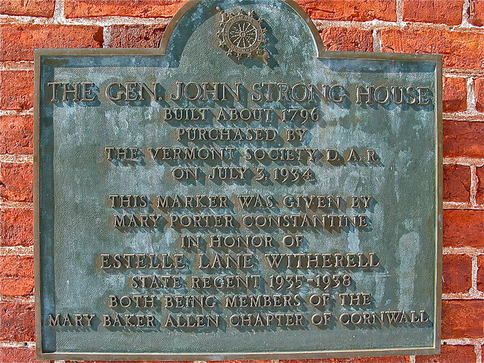 THE GEN. JOHN STRONG HOUSE
BUILT ABOUT 1796
PURCHASED BY
THE VERMONT SOCIETY D.A.R.
ON JULY 3, 1934
THIS MARKER WAS GIVEN BY
MARY PORTER CONSTANTINE
IN HONOR OF
ESTELLE LANE WITHERELL
STATE REGENT 1935-1938
BOTH BEING MEMBERS OF THE
MARY BAKER ALLEN CHAPTER OF CORNWALL